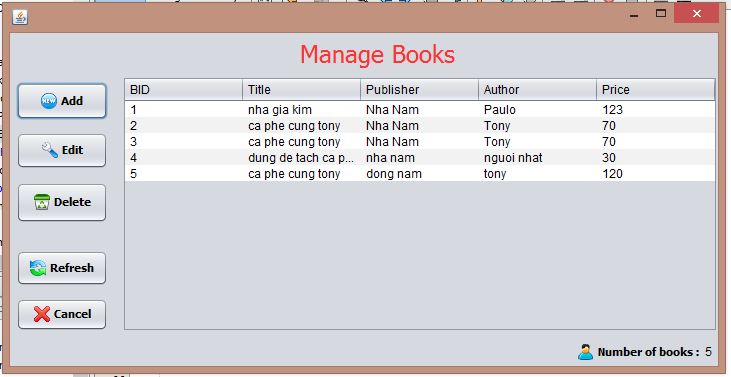 Manage Books
BID Title Publisher Author Price
1 nha gia kim Nha Nam Paulo 123
2 ca phe cung tony Nha Nam Tony 70
3 ca phe cung tony Nha Nam Tony 70
4 dung de tach ca p... nha nam nguoi nhat 30
5 ca phe cung tony dong nam tony 120
NEW Add
Edit
Delete
Refresh
Cancel
Number of books : 5